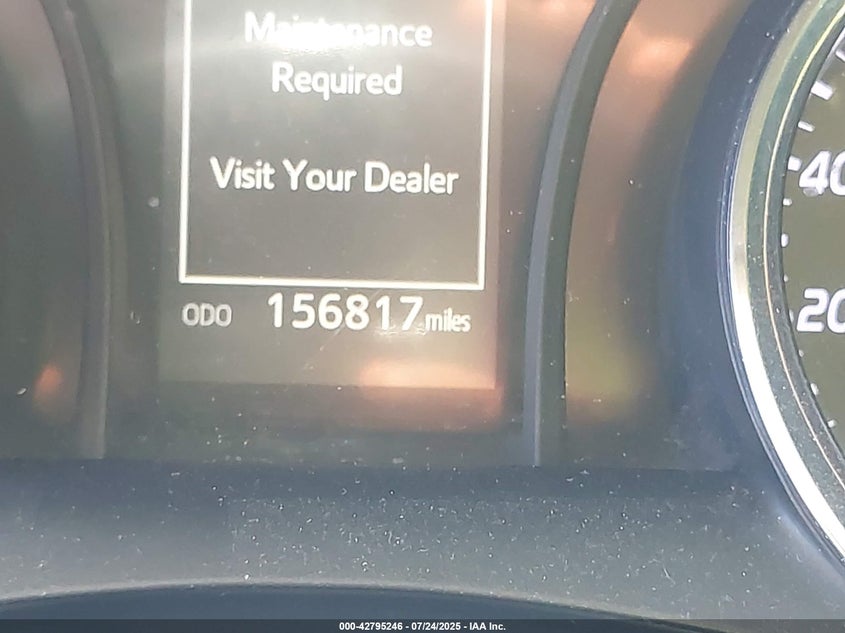 Maintenance
Required
Visit Your Dealer
ODO 156817 miles
40
20
000-42795246 - 07/24/2025 - IAA Inc.